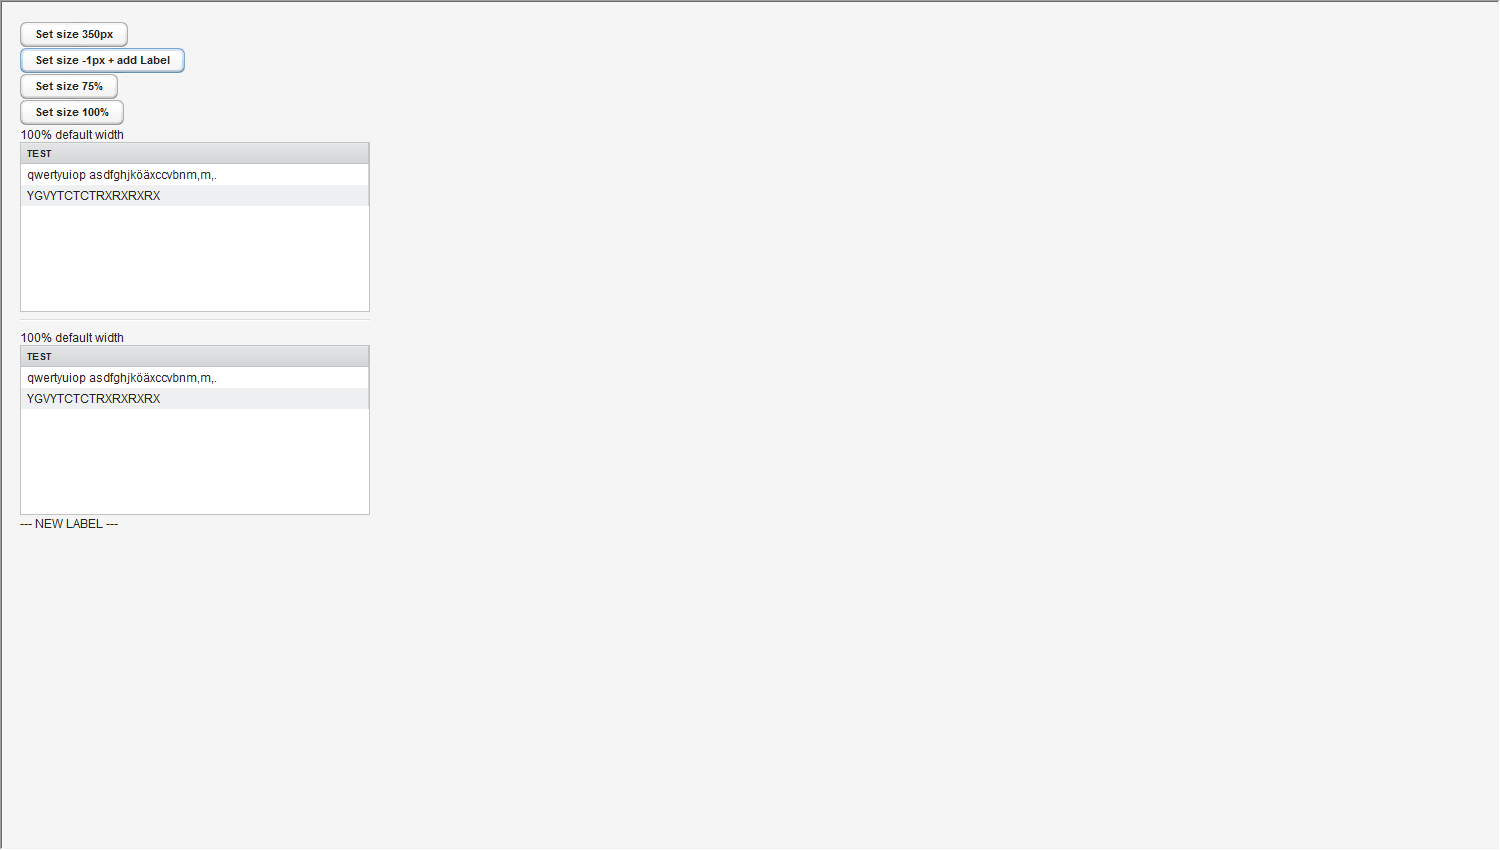 Set size 350px
Set size -1px + add Label
Set size 75%
Set size 100%
100% default width
TEST
qwertyuiop asdfghjköäxccvbnm,m,.
YGVYTCTCTRXRXRXRX
100% default width
TEST
qwertyuiop asdfghjköäxccvbnm,m,.
YGVYTCTCTRXRXRXRX
--- NEW LABEL ---